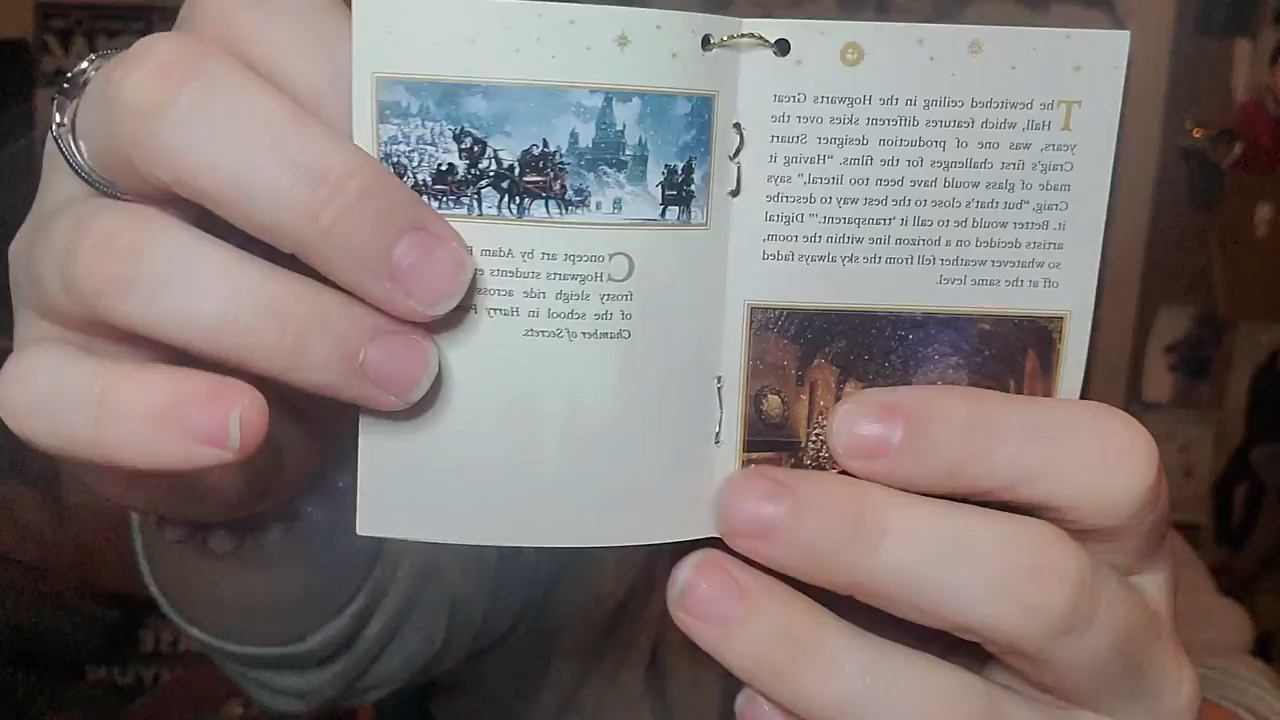 The bewitched ceiling in the Hogwarts Great
Hall, which features different skies over the
years, was one of production designer Stuart
Craig's first challenges for the films. “Having it
made of glass would have been too literal,” says
Craig, “but that's close to the best way to describe
it. Better would be to call it ‘transparent.’” Digital
artists decided on a horizon line within the room,
so whatever weather fell from the sky always faded
off at the same level.
Concept art by Adam
Hogwarts students
frosty sleigh ride across
of the school in Harry
Chamber of Secrets.